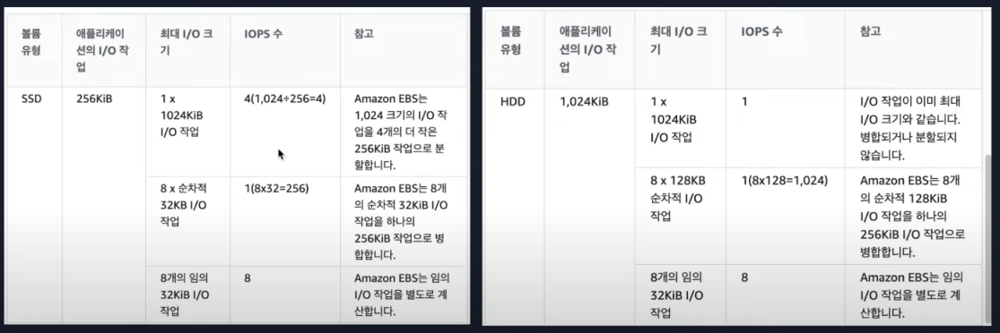 볼륨
유형
애플리케이
션의 I/O 작
업
최대 I/O 크
기
IOPS 수
참고
SSD
256KiB
1 x
1024KiB
I/O 작업
4(1,024÷256=4)
Amazon EBS는
1,024 크기의 I/O 작
업을 4개의 더 작은
256KiB 작업으로 분
할합니다.
8 x 순차적
32KB I/O
작업
1(8x32=256)
Amazon EBS는 8개
의 순차적 32KiB I/O
작업을 하나의
256KiB 작업으로 병
합합니다.
8개의 임의
32KiB I/O
작업
8
Amazon EBS는 임의
I/O 작업을 별도로 계
산합니다.
볼륨
유형
애플리케이
션의 I/O 작
업
최대 I/O 크
기
IOPS 수
참고
HDD
1,024KiB
1 x
1024KiB
I/O 작업
1
I/O 작업이 이미 최대
I/O 크기와 같습니다.
병합되거나 분할되지
않습니다.
8 x 128KB
순차적 I/O
작업
1(8x128=1,024)
Amazon EBS는 8개
의 순차적 128KiB
I/O 작업을 하나의
256KiB I/O 작업으로
병합합니다.
8개의 임의
32KiB I/O
작업
8
Amazon EBS는 임의
I/O 작업을 별도로 계
산합니다.